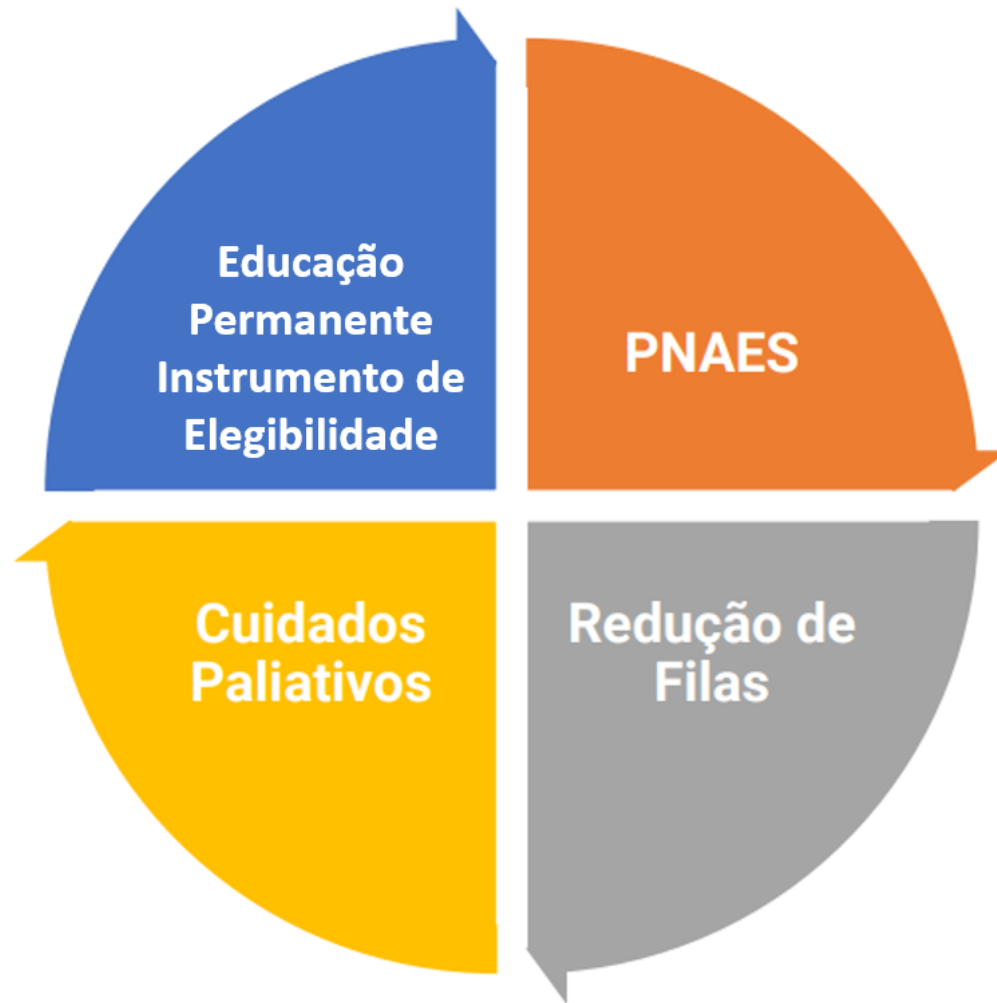 Educação
Permanente
Instrumento de
Elegibilidade
PNAES
Cuidados
Paliativos
Redução de
Filas